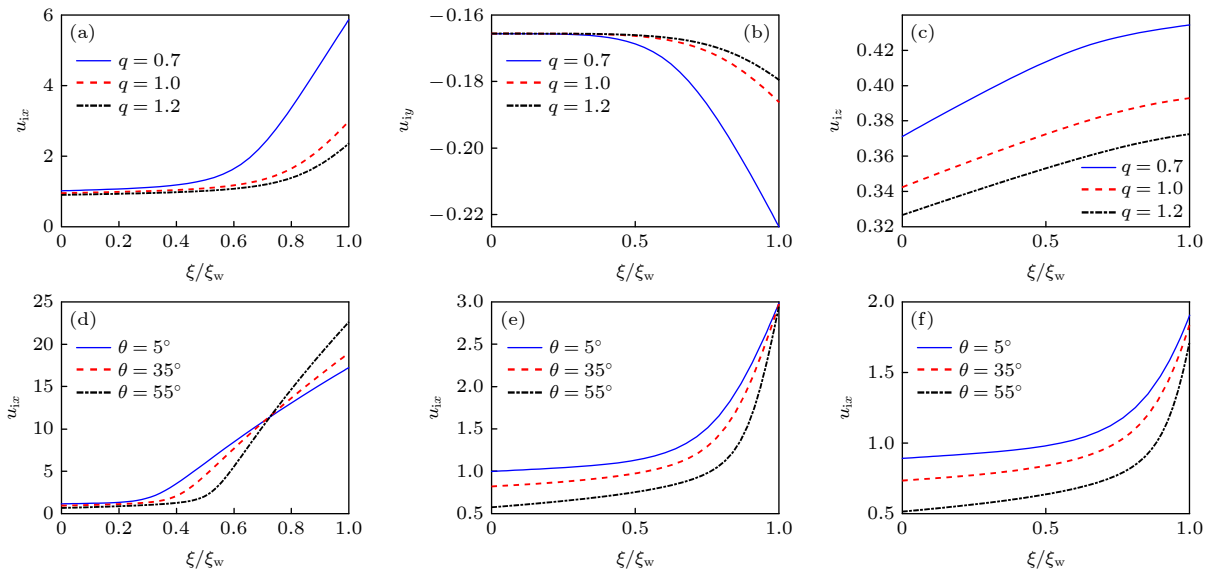 (a)
q = 0.7
q = 1.0
q = 1.2
6
4
2
0
0 0.2 0.4 0.6 0.8 1.0
u_ix
ξ/ξ_w
(b)
q = 0.7
q = 1.0
q = 1.2
−0.16
−0.18
−0.20
−0.22
0 0.5 1.0
u_iy
ξ/ξ_w
(c)
0.42
0.40
0.38
0.36
0.34
0.32
q = 0.7
q = 1.0
q = 1.2
0 0.5 1.0
u_iz
ξ/ξ_w
(d)
θ = 5°
θ = 35°
θ = 55°
25
20
15
10
5
0
0 0.2 0.4 0.6 0.8 1.0
u_ix
ξ/ξ_w
(e)
θ = 5°
θ = 35°
θ = 55°
3.0
2.5
2.0
1.5
1.0
0.5
0 0.5 1.0
u_ix
ξ/ξ_w
(f)
θ = 5°
θ = 35°
θ = 55°
2.0
1.5
1.0
0.5
0 0.5 1.0
u_ix
ξ/ξ_w